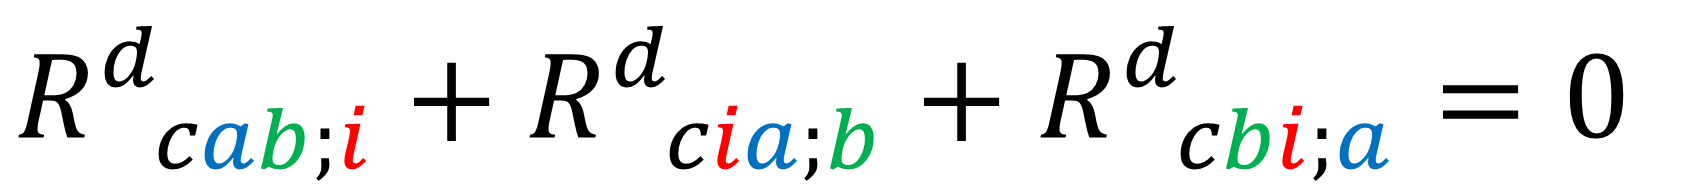 R^d_{cab;i} + R^d_{cia;b} + R^d_{cbi;a} = 0